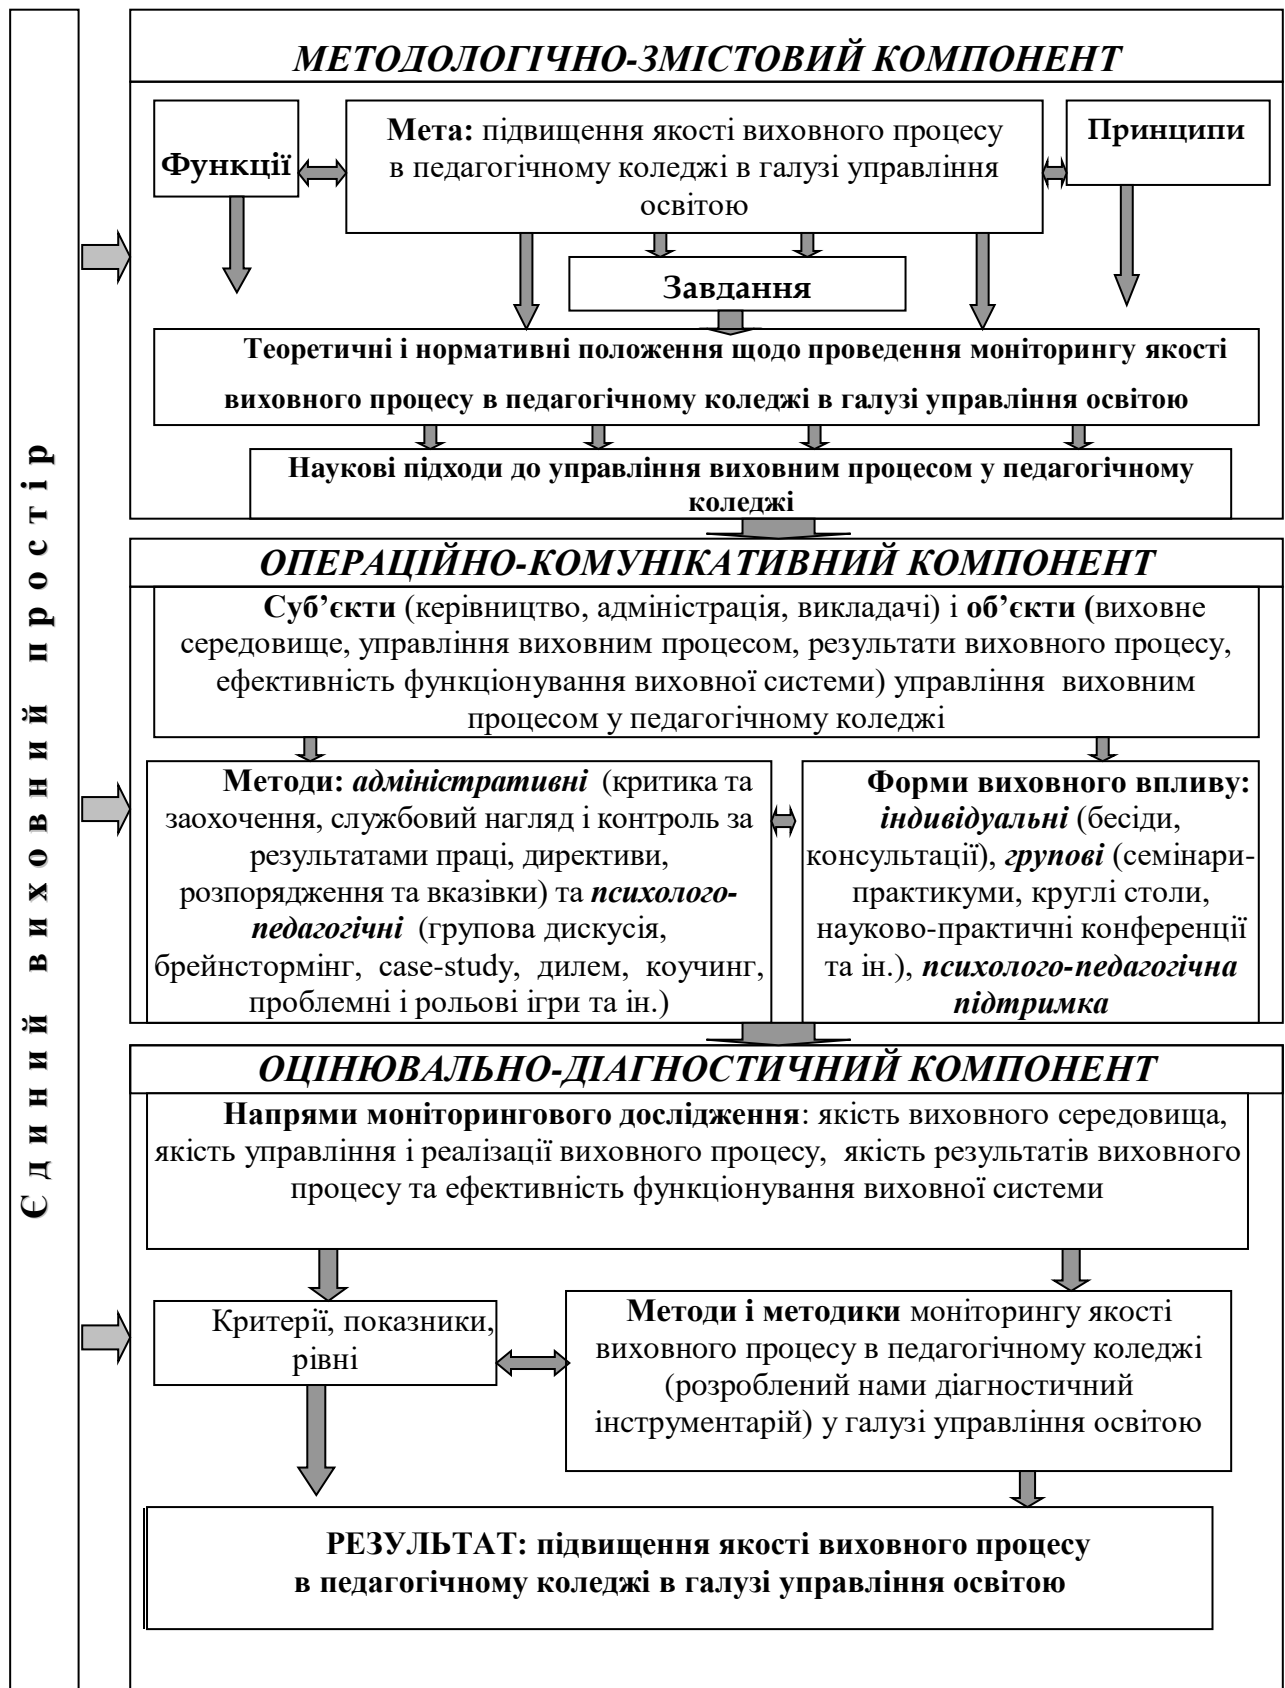 Єдиний виховний простір
МЕТОДОЛОГІЧНО-ЗМІСТОВИЙ КОМПОНЕНТ
Функції
Мета: підвищення якості виховного процесу
в педагогічному коледжі в галузі управління
освітою
Принципи
Завдання
Теоретичні і нормативні положення щодо проведення моніторингу якості
виховного процесу в педагогічному коледжі в галузі управління освітою
Наукові підходи до управління виховним процесом у педагогічному
коледжі
ОПЕРАЦІЙНО-КОМУНІКАТИВНИЙ КОМПОНЕНТ
Суб’єкти (керівництво, адміністрація, викладачі) і об’єкти (виховне
середовище, управління виховним процесом, результати виховного процесу,
ефективність функціонування виховної системи) управління виховним
процесом у педагогічному коледжі
Методи: адміністративні (критика та
заохочення, службовий нагляд і контроль за
результатами праці, директиви,
розпорядження та вказівки) та психолого-
педагогічні (групова дискусія,
брейнстормінг, case-study, дилем, коучинг,
проблемні і рольові ігри та ін.)
Форми виховного впливу:
індивідуальні (бесіди,
консультації), групові (семінари-
практикуми, круглі столи,
науково-практичні конференції
та ін.), психолого-педагогічна
підтримка
ОЦІНЮВАЛЬНО-ДІАГНОСТИЧНИЙ КОМПОНЕНТ
Напрями моніторингового дослідження: якість виховного середовища,
якість управління і реалізації виховного процесу, якість результатів виховного
процесу та ефективність функціонування виховної системи
Критерії, показники,
рівні
Методи і методики моніторингу якості
виховного процесу в педагогічному коледжі
(розроблений нами діагностичний
інструментарій) у галузі управління освітою
РЕЗУЛЬТАТ: підвищення якості виховного процесу
в педагогічному коледжі в галузі управління освітою